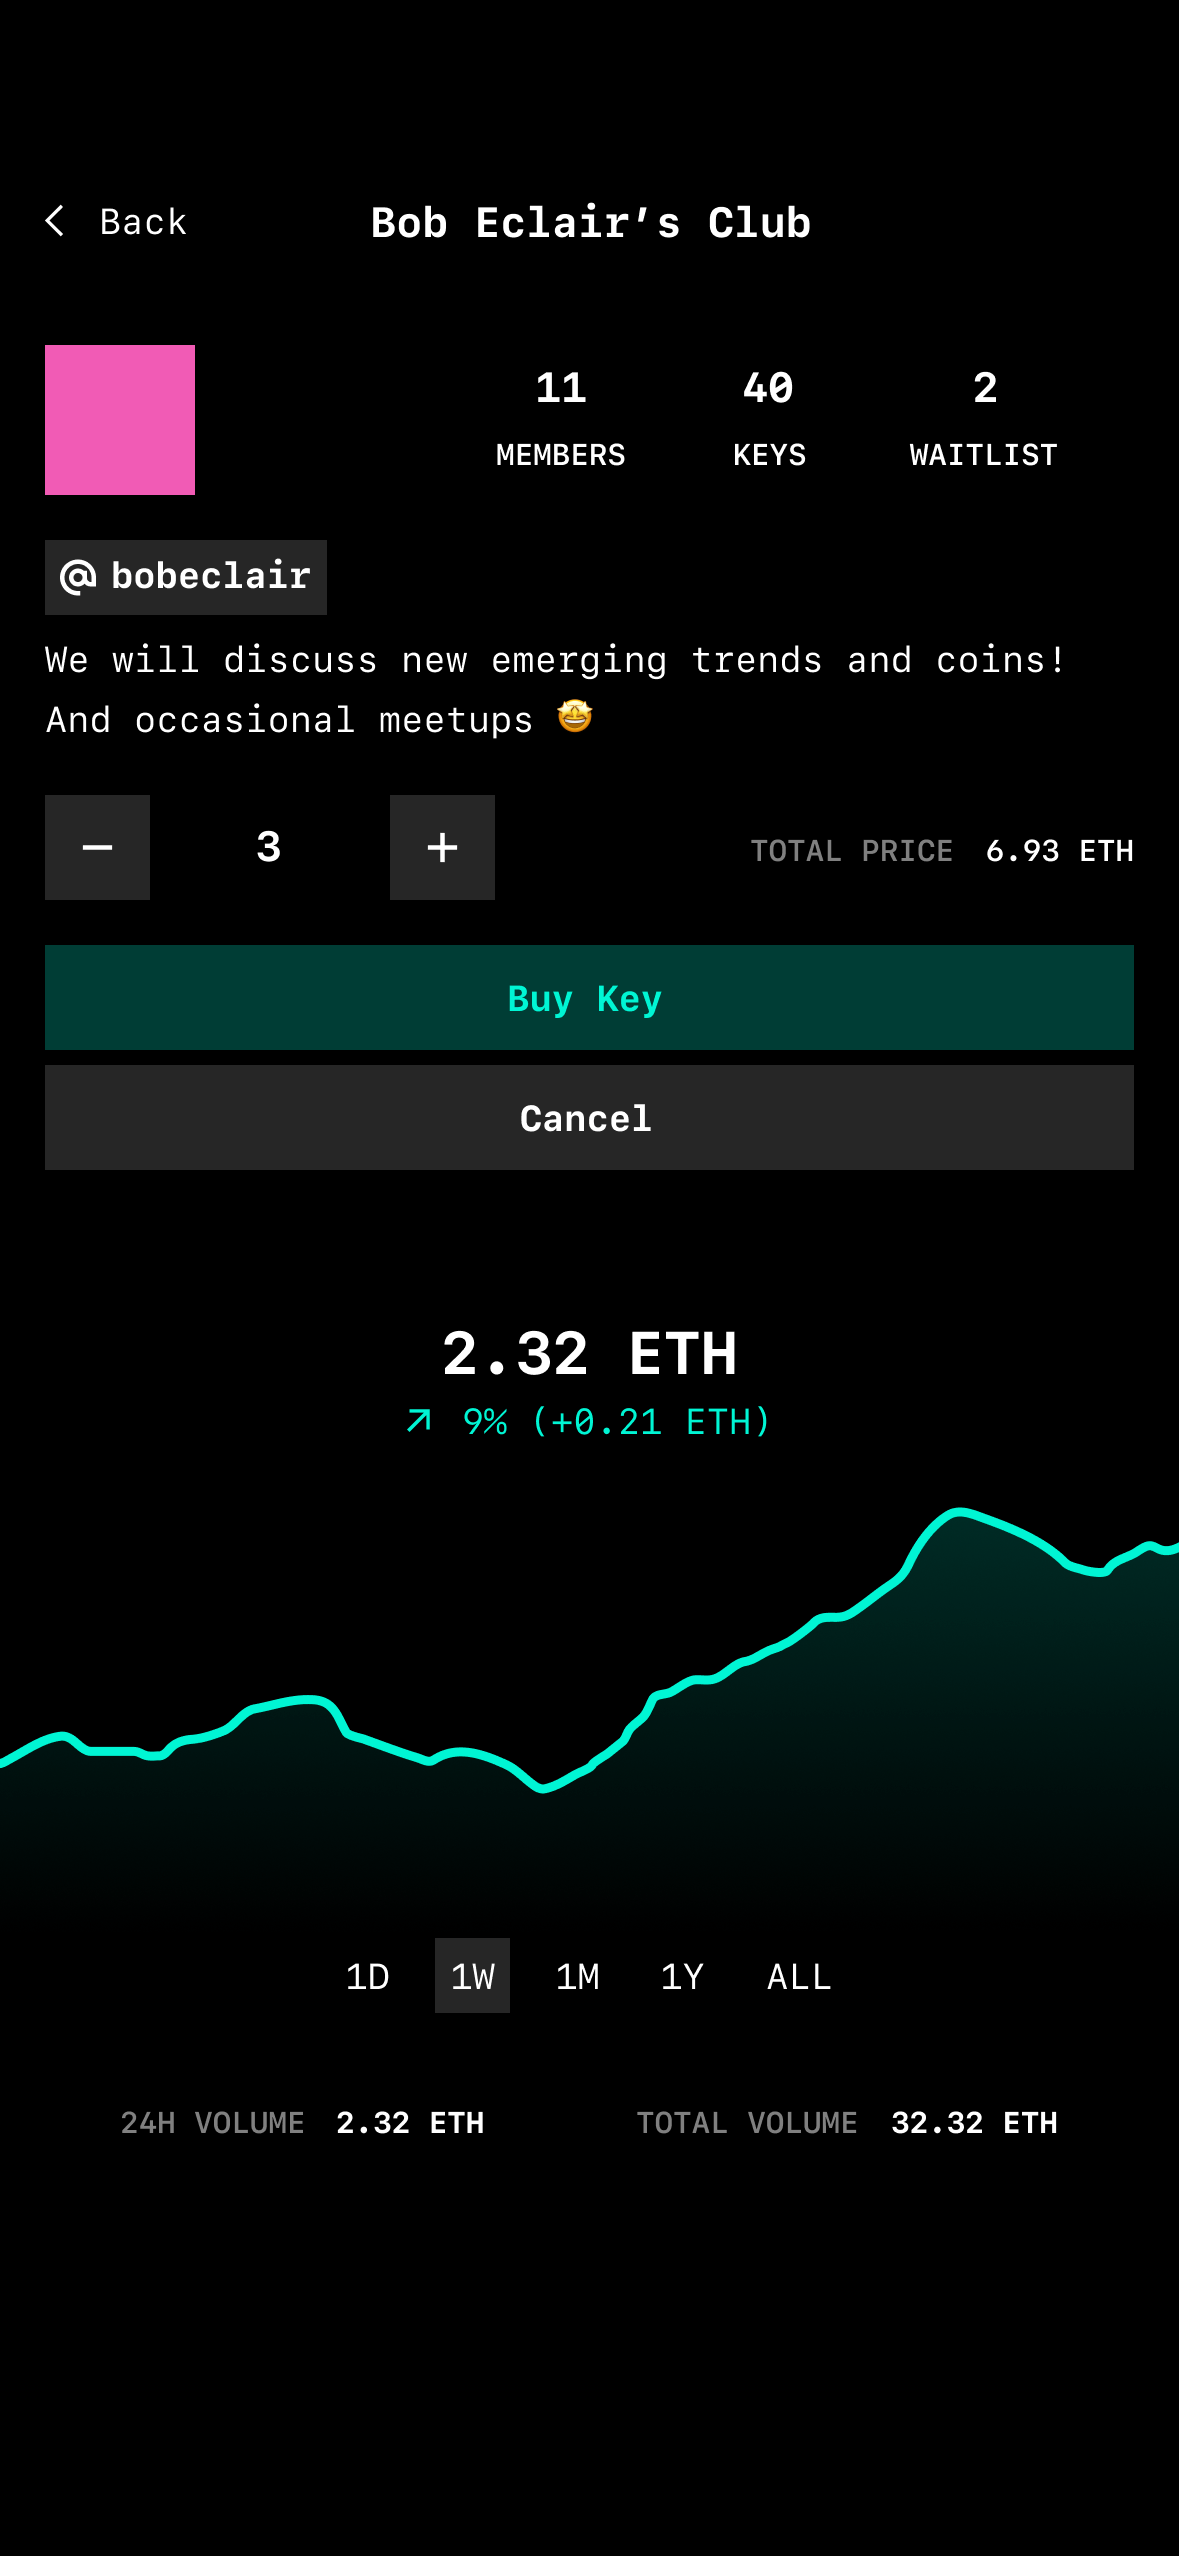 Back
Bob Eclair’s Club
11 40 2
MEMBERS KEYS WAITLIST
@bobeclair
We will discuss new emerging trends and coins!
And occasional meetups 🤩
− 3 + TOTAL PRICE 6.93 ETH
Buy Key
Cancel
2.32 ETH
↗ 9% (+0.21 ETH)
1D 1W 1M 1Y ALL
24H VOLUME 2.32 ETH TOTAL VOLUME 32.32 ETH